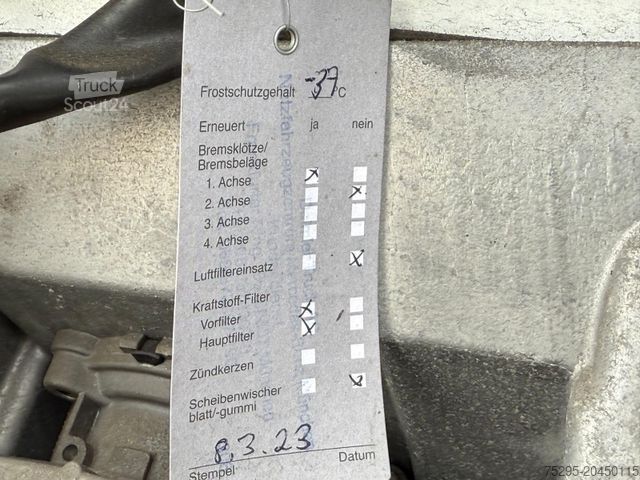 Truck
Scout24
Frostschutzgehalt -37 °C
Erneuert ja nein
Bremsklötze/
Bremsbeläge
1. Achse x
2. Achse x
3. Achse
4. Achse
Luftfiltereinsatz x
Kraftstoff-Filter
Vorfilter x
Hauptfilter x
Zündkerzen
Scheibenwischer x
blatt/-gummi
8.3.23
Stempel Datum
75295-20450115